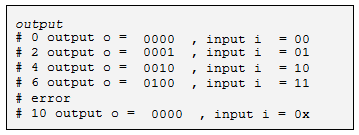 output
# 0 output o = 0000 , input i = 00
# 2 output o = 0001 , input i = 01
# 4 output o = 0010 , input i = 10
# 6 output o = 0100 , input i = 11
# error
# 10 output o = 0000 , input i = 0x